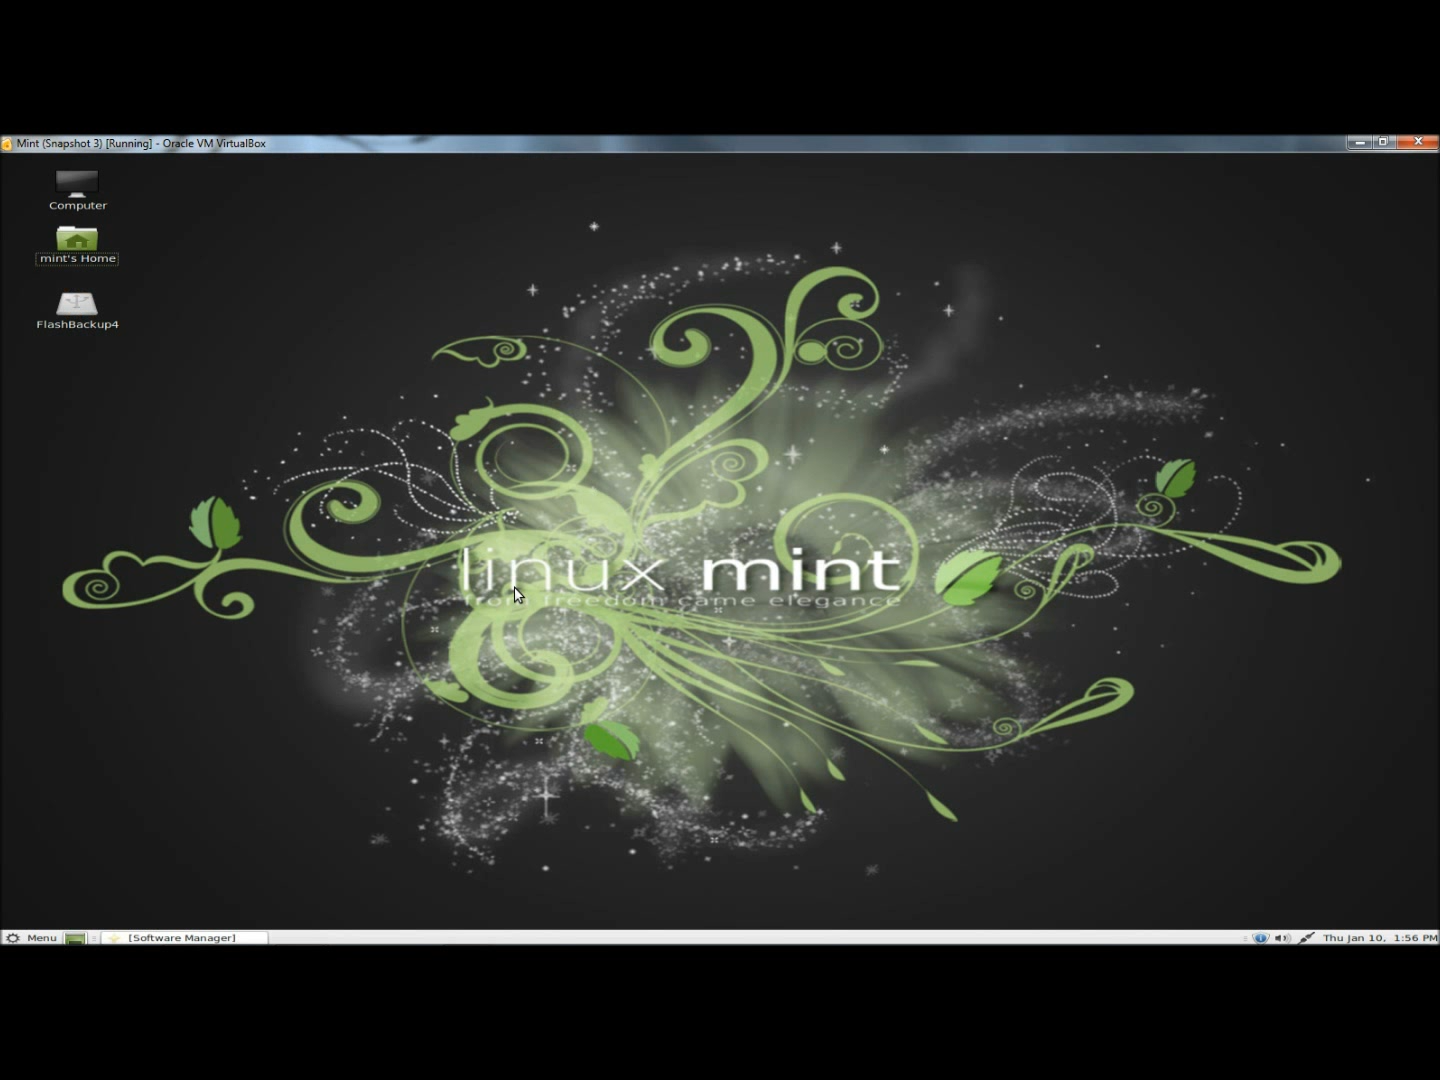 Mint (Snapshot 3) [Running] - Oracle VM VirtualBox
Computer
mint's Home
FlashBackup4
linux mint
from freedom came elegance
Menu
[Software Manager]
Thu Jan 10, 1:56 PM